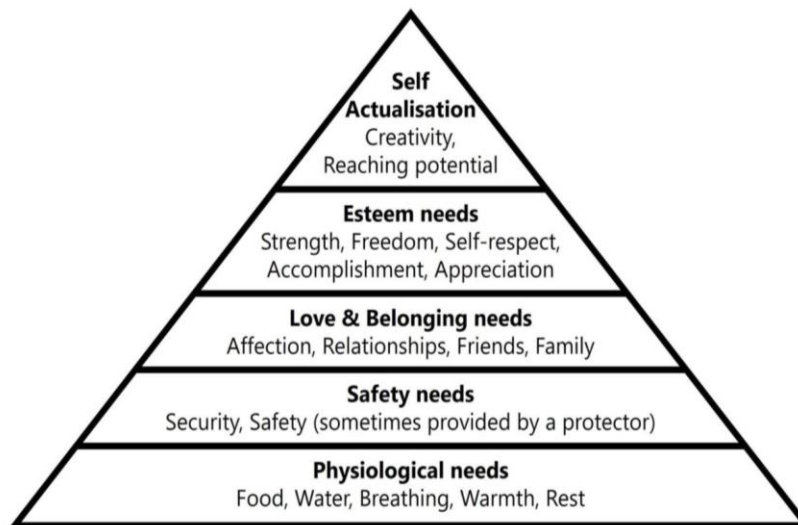 Self
Actualisation
Creativity,
Reaching potential
Esteem needs
Strength, Freedom, Self-respect,
Accomplishment, Appreciation
Love & Belonging needs
Affection, Relationships, Friends, Family
Safety needs
Security, Safety (sometimes provided by a protector)
Physiological needs
Food, Water, Breathing, Warmth, Rest